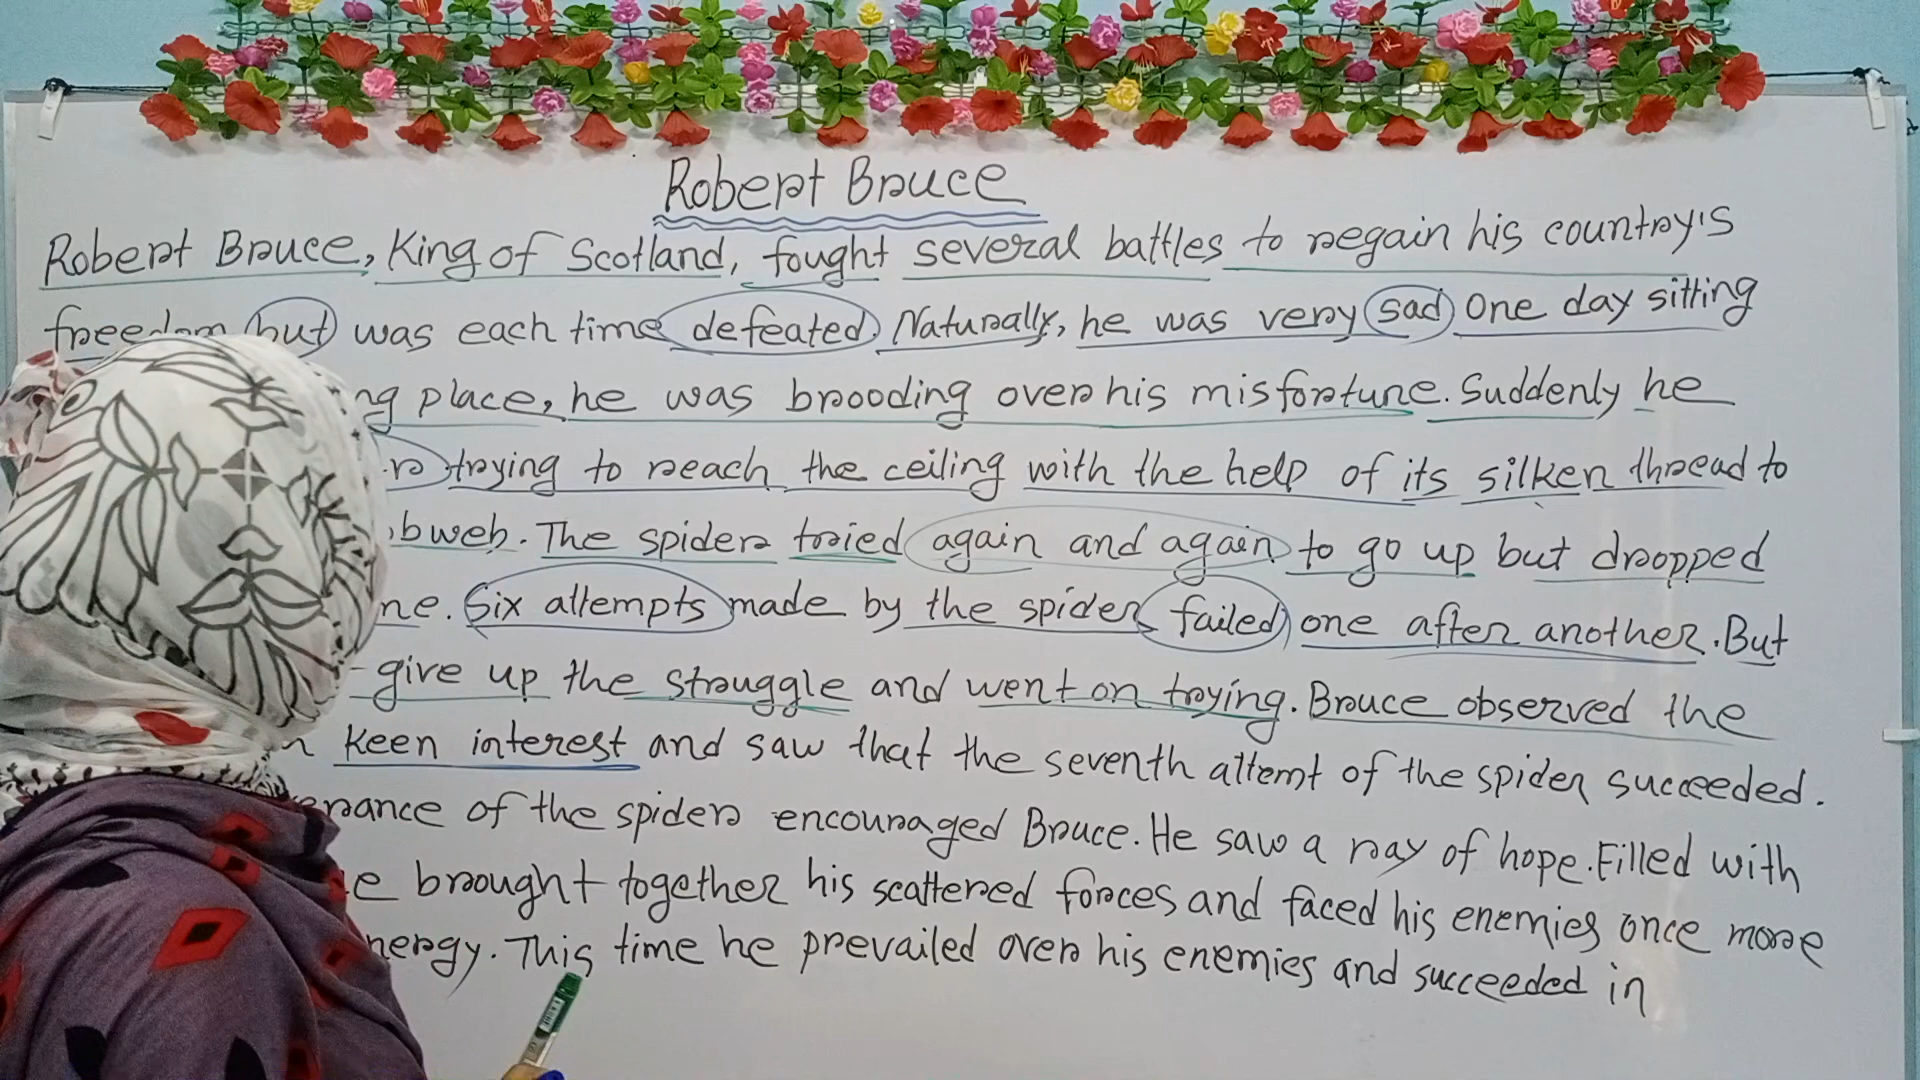 Robert Bruce
Robert Bruce, King of Scotland, fought several battles to regain his country's
freedom but was each time defeated. Naturally, he was very sad One day sitting
place, he was brooding over his misfortune. Suddenly he
trying to reach the ceiling with the help of its silken thread to
The spider tried again and again to go up but dropped
Six attempts made by the spider failed one after another. But
give up the struggle and went on trying. Bruce observed the
keen interest and saw that the seventh attemt of the spider succeeded.
of the spider encouraged Bruce. He saw a ray of hope. Filled with
brought together his scattered forces and faced his enemies once more
This time he prevailed over his enemies and succeeded in